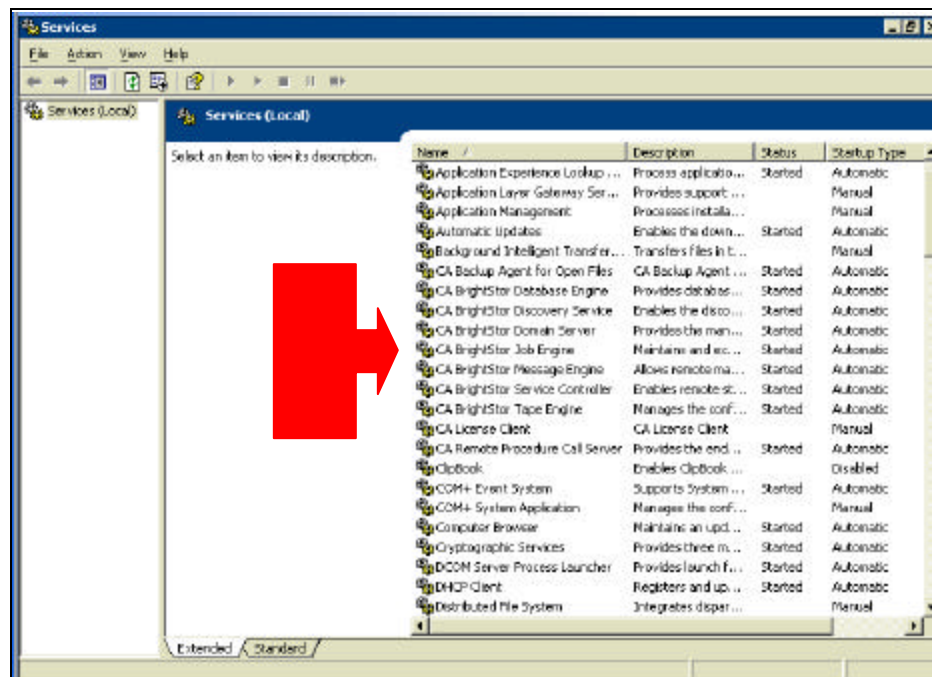 Services
File Action View Help
Services (Local)
Services (Local)
Select an item to view its description.
Name / Description Status Startup Type
Application Experience Lookup ... Process applicatio... Started Automatic
Application Layer Gateway Ser... Provides support ... Manual
Application Management Processes installa... Manual
Automatic Updates Enables the down... Started Automatic
Background Intelligent Transfer... Transfers files in t... Manual
CA Backup Agent for Open Files CA Backup Agent ... Started Automatic
CA BrightStor Database Engine Provides databas... Started Automatic
CA BrightStor Discovery Service Enables the disco... Started Automatic
CA BrightStor Domain Server Provides the man... Started Automatic
CA BrightStor Job Engine Maintains and ec... Started Automatic
CA BrightStor Message Engine Allows remote ma... Started Automatic
CA BrightStor Service Controller Enables remote st... Started Automatic
CA BrightStor Tape Engine Manages the conf... Started Automatic
CA License Client CA License Client Manual
CA Remote Procedure Call Server Provides the end... Started Automatic
ClipBook Enables ClipBook ... Disabled
COM+ Event System Supports System ... Started Automatic
COM+ System Application Manages the conf... Manual
Computer Browser Maintains an upd... Started Automatic
Cryptographic Services Provides three m... Started Automatic
DCOM Server Process Launcher Provides launch f... Started Automatic
DHCP Client Registers and up... Started Automatic
Distributed File System Integrates dispar... Manual
Extended Standard